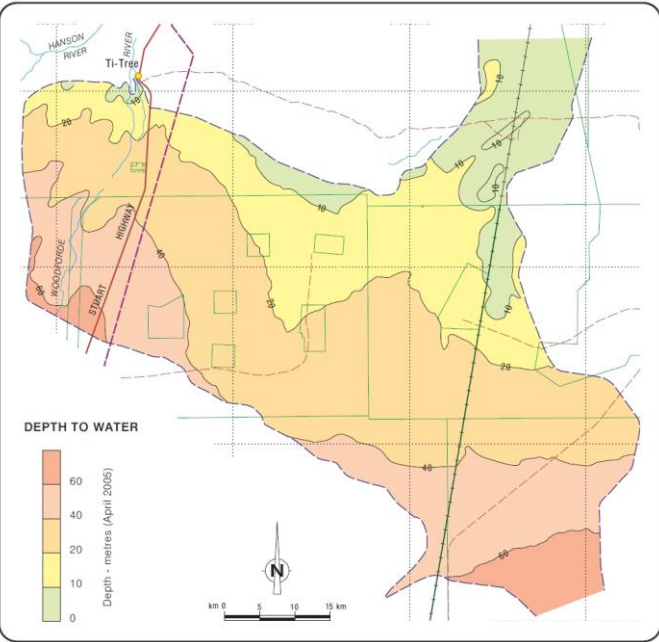 HANSON
RIVER
RIVER
Ti-Tree
10
10
20
10
10
10
HIGHWAY
40
WOODFORDE
60
STUART
20
10
20
40
60
DEPTH TO WATER
60
40
20
10
0
Depth - metres (April 2005)
N
km 0 5 10 15 km